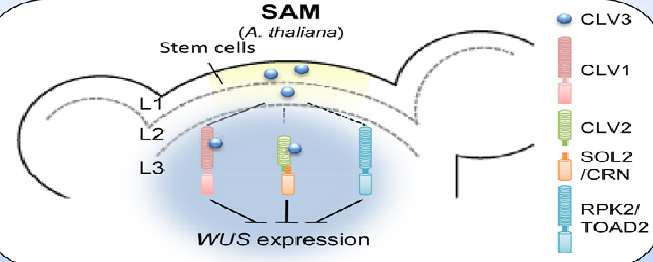 SAM
(A. thaliana)
Stem cells
L1
L2
L3
WUS expression
CLV3
CLV1
CLV2
SOL2
/CRN
RPK2/
TOAD2